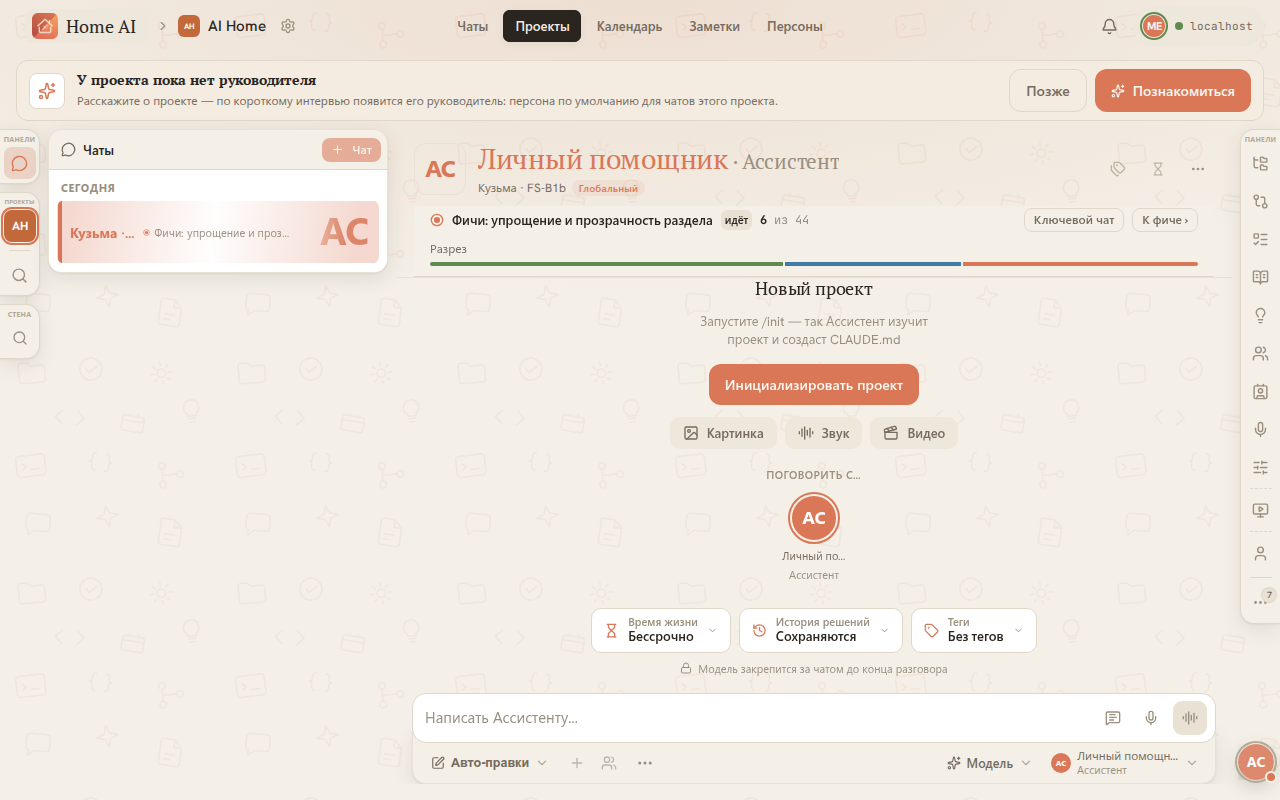 Home AI
AH
AI Home
Чаты
Проекты
Календарь
Заметки
Персоны
ME
localhost
У проекта пока нет руководителя
Расскажите о проекте — по короткому интервью появится его руководитель: персона по умолчанию для чатов этого проекта.
Позже
Познакомиться
ПАНЕЛИ
ПРОЕКТЫ
AH
СТЕНА
Чаты
Чат
СЕГОДНЯ
Кузьма ·...
Фичи: упрощение и проз...
АС
АС
Личный помощник · Ассистент
Кузьма · FS-B1b
Глобальный
Фичи: упрощение и прозрачность раздела
идёт
6 из 44
Ключевой чат
К фиче ›
Разрез
Новый проект
Запустите /init — так Ассистент изучит
проект и создаст CLAUDE.md
Инициализировать проект
Картинка
Звук
Видео
ПОГОВОРИТЬ С...
АС
Личный по...
Ассистент
Время жизни
Бессрочно
История решений
Сохраняются
Теги
Без тегов
Модель закрепится за чатом до конца разговора
Написать Ассистенту...
Авто-правки
Модель
АС
Личный помощн...
Ассистент
ПАНЕЛИ
7
АС